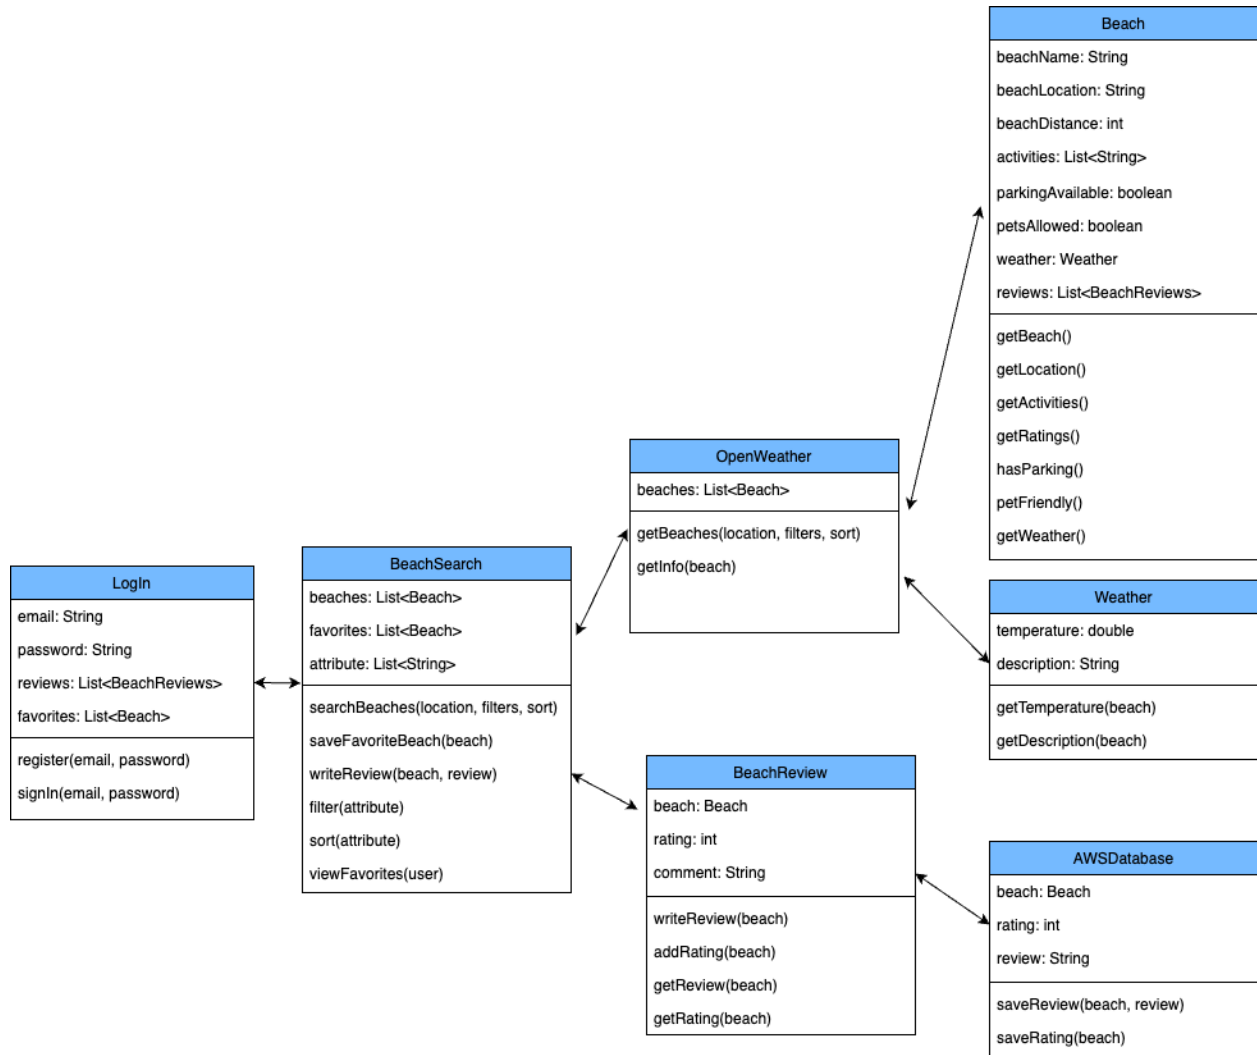 Beach
beachName: String
beachLocation: String
beachDistance: int
activities: List<String>
parkingAvailable: boolean
petsAllowed: boolean
weather: Weather
reviews: List<BeachReviews>
getBeach()
getLocation()
getActivities()
getRatings()
hasParking()
petFriendly()
getWeather()
OpenWeather
beaches: List<Beach>
getBeaches(location, filters, sort)
getInfo(beach)
BeachSearch
beaches: List<Beach>
favorites: List<Beach>
attribute: List<String>
searchBeaches(location, filters, sort)
saveFavoriteBeach(beach)
writeReview(beach, review)
filter(attribute)
sort(attribute)
viewFavorites(user)
LogIn
email: String
password: String
reviews: List<BeachReviews>
favorites: List<Beach>
register(email, password)
signIn(email, password)
Weather
temperature: double
description: String
getTemperature(beach)
getDescription(beach)
BeachReview
beach: Beach
rating: int
comment: String
writeReview(beach)
addRating(beach)
getReview(beach)
getRating(beach)
AWSDatabase
beach: Beach
rating: int
review: String
saveReview(beach, review)
saveRating(beach)